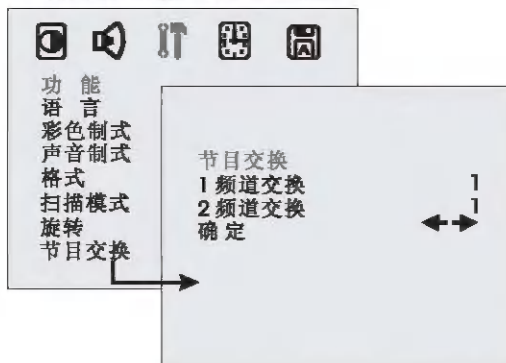 功 能
语 言
彩色制式
声音制式
格式
扫描模式
旋转
节目交换
节目交换
1 频道交换 1
2 频道交换 1
确 定